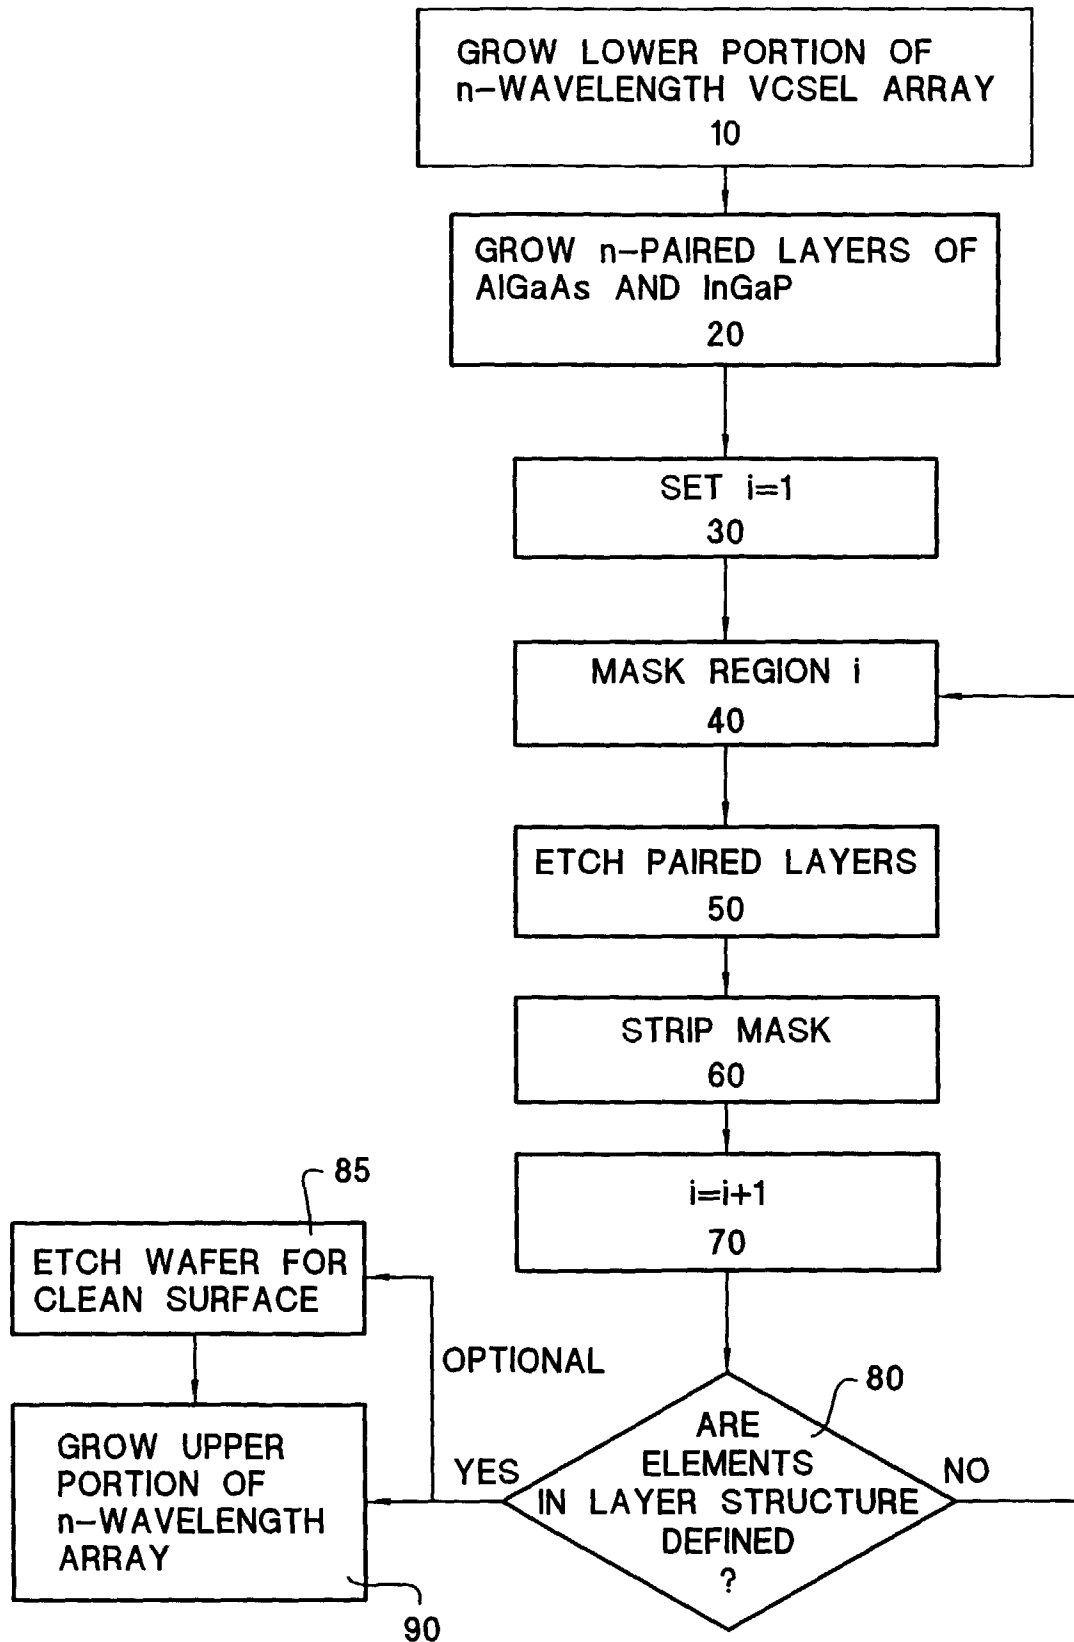 GROW LOWER PORTION OF
n-WAVELENGTH VCSEL ARRAY
10
GROW n-PAIRED LAYERS OF
AlGaAs AND InGaP
20
SET i=1
30
MASK REGION i
40
ETCH PAIRED LAYERS
50
STRIP MASK
60
i=i+1
70
85
ETCH WAFER FOR
CLEAN SURFACE
OPTIONAL
80
ARE
ELEMENTS
IN LAYER STRUCTURE
DEFINED
?
YES
NO
GROW UPPER
PORTION OF
n-WAVELENGTH
ARRAY
90